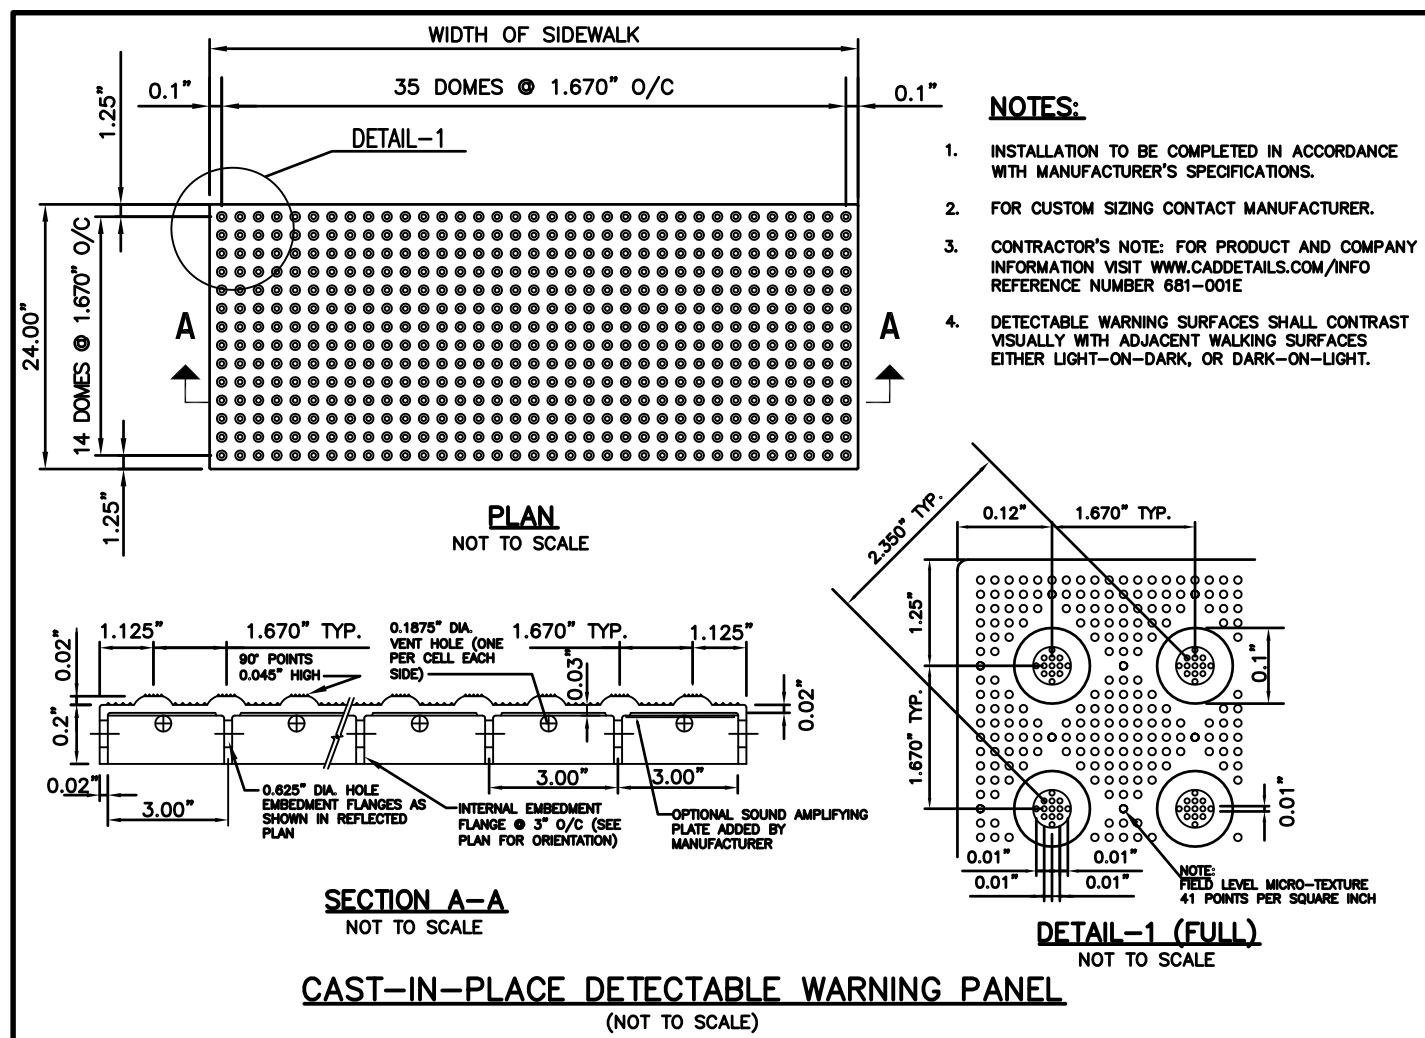 WIDTH OF SIDEWALK
35 DOMES @ 1.670" O/C
0.1"
0.1"
1.25"
DETAIL-1
24.00"
14 DOMES @ 1.670" O/C
1.25"
A
A
PLAN
NOT TO SCALE
NOTES:
1. INSTALLATION TO BE COMPLETED IN ACCORDANCE
WITH MANUFACTURER'S SPECIFICATIONS.
2. FOR CUSTOM SIZING CONTACT MANUFACTURER.
3. CONTRACTOR'S NOTE: FOR PRODUCT AND COMPANY
INFORMATION VISIT WWW.CADDETAILS.COM/INFO
REFERENCE NUMBER 681-001E
4. DETECTABLE WARNING SURFACES SHALL CONTRAST
VISUALLY WITH ADJACENT WALKING SURFACES
EITHER LIGHT-ON-DARK, OR DARK-ON-LIGHT.
1.125"
1.670" TYP.
0.1875" DIA.
VENT HOLE (ONE
PER CELL EACH
SIDE)
1.670" TYP.
1.125"
0.02"
90° POINTS
0.045" HIGH
0.03"
0.02"
0.2"
0.02"
3.00"
3.00"
3.00"
0.625" DIA. HOLE
EMBEDMENT FLANGES AS
SHOWN IN REFLECTED
PLAN
INTERNAL EMBEDMENT
FLANGE @ 3" O/C (SEE
PLAN FOR ORIENTATION)
OPTIONAL SOUND AMPLIFYING
PLATE ADDED BY
MANUFACTURER
SECTION A-A
NOT TO SCALE
2.350" TYP.
0.12"
1.670" TYP.
1.25"
1.670" TYP.
0.1"
0.01"
0.01"
0.01"
0.01"
0.01"
NOTE:
FIELD LEVEL MICRO-TEXTURE
41 POINTS PER SQUARE INCH
DETAIL-1 (FULL)
NOT TO SCALE
CAST-IN-PLACE DETECTABLE WARNING PANEL
(NOT TO SCALE)